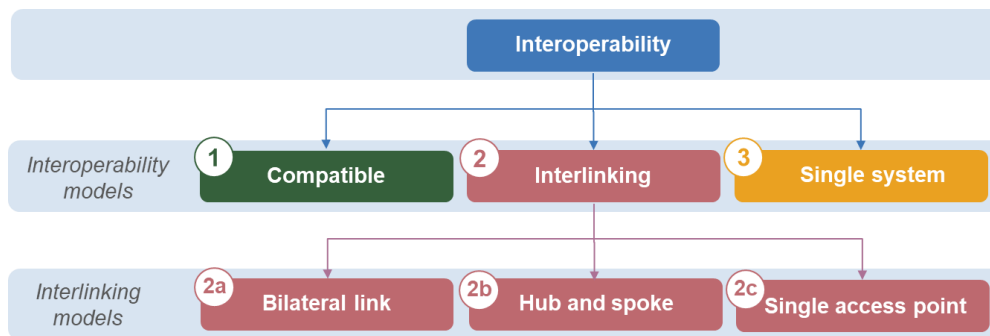 Interoperability
Interoperability
models
1
Compatible
2
Interlinking
3
Single system
Interlinking
models
2a
Bilateral link
2b
Hub and spoke
2c
Single access point